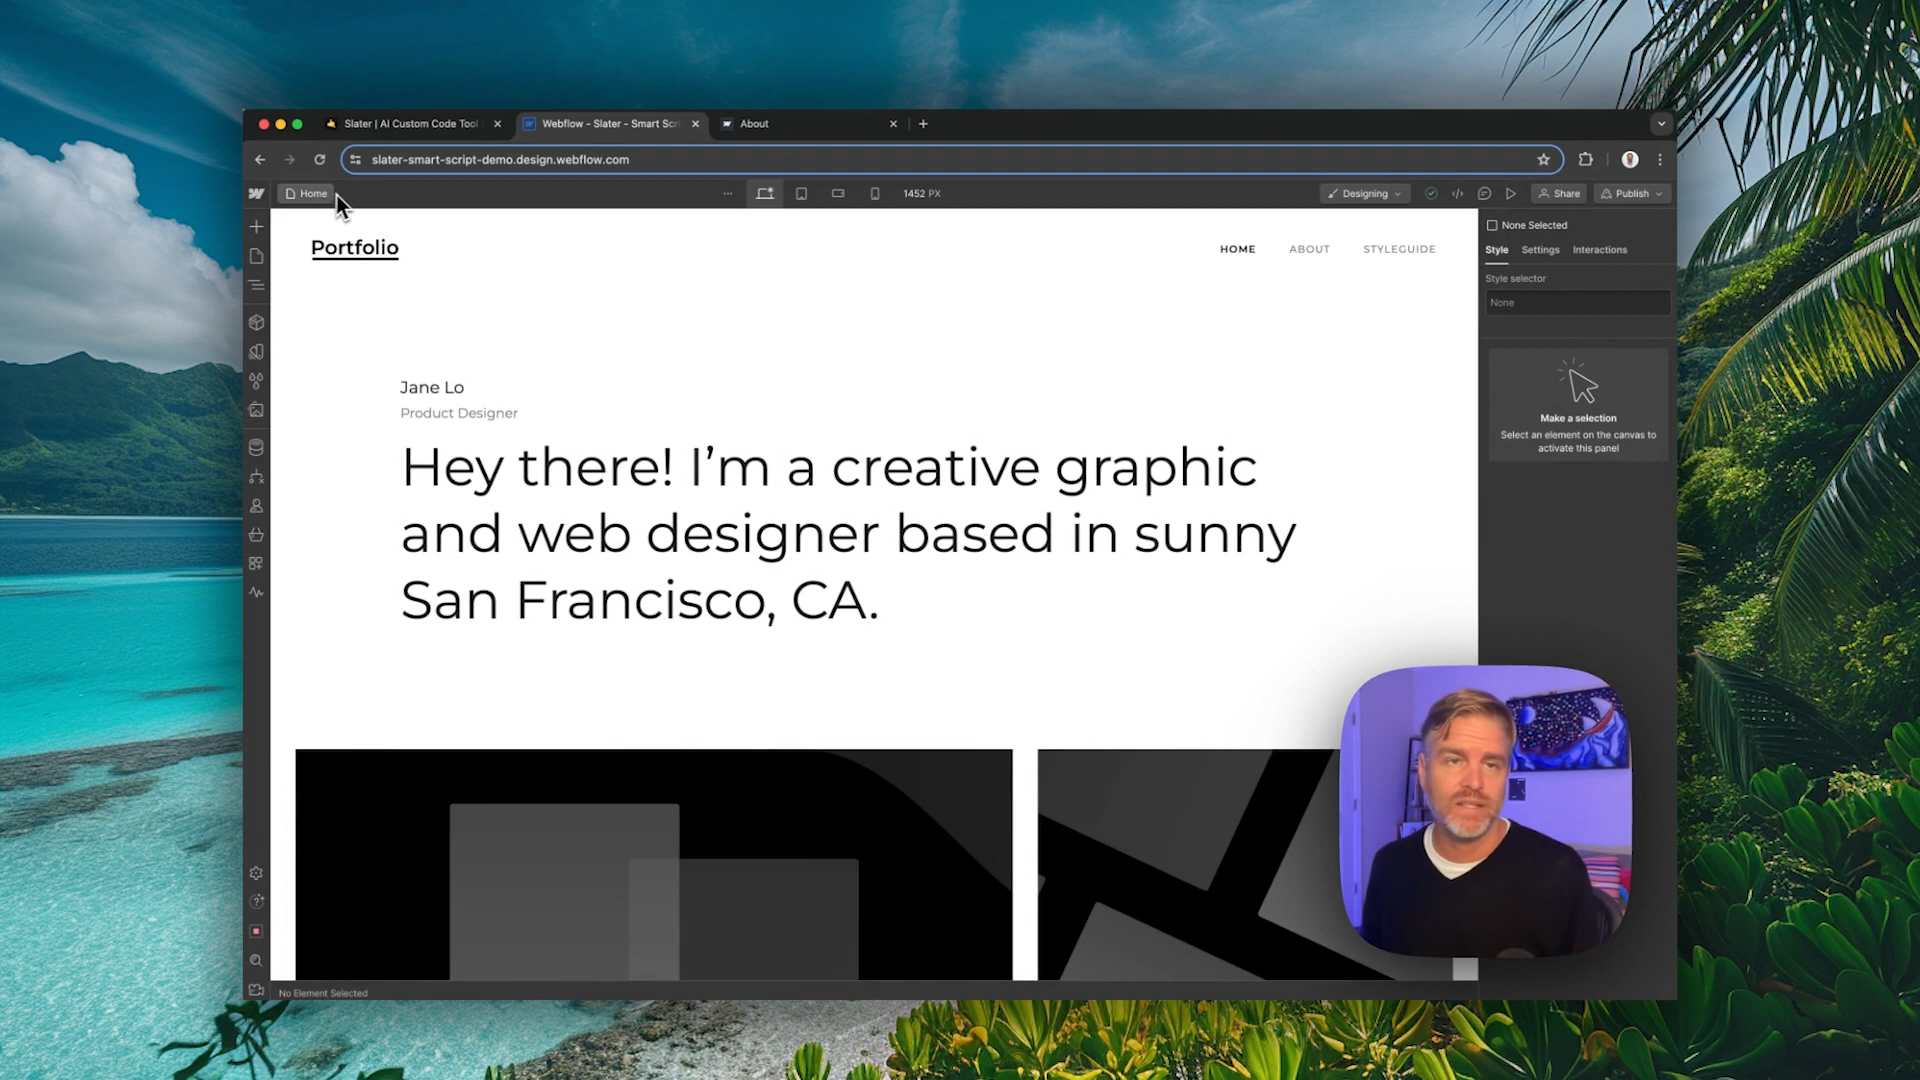 Slater | AI Custom Code Tool
Webflow - Slater - Smart Scri
About
slater-smart-script-demo.design.webflow.com
Home
1452 PX
Designing
Share
Publish
Portfolio
HOME
ABOUT
STYLEGUIDE
None Selected
Style
Settings
Interactions
Style selector
None
Make a selection
Select an element on the canvas to
activate this panel
Jane Lo
Product Designer
Hey there! I’m a creative graphic
and web designer based in sunny
San Francisco, CA.
No Element Selected